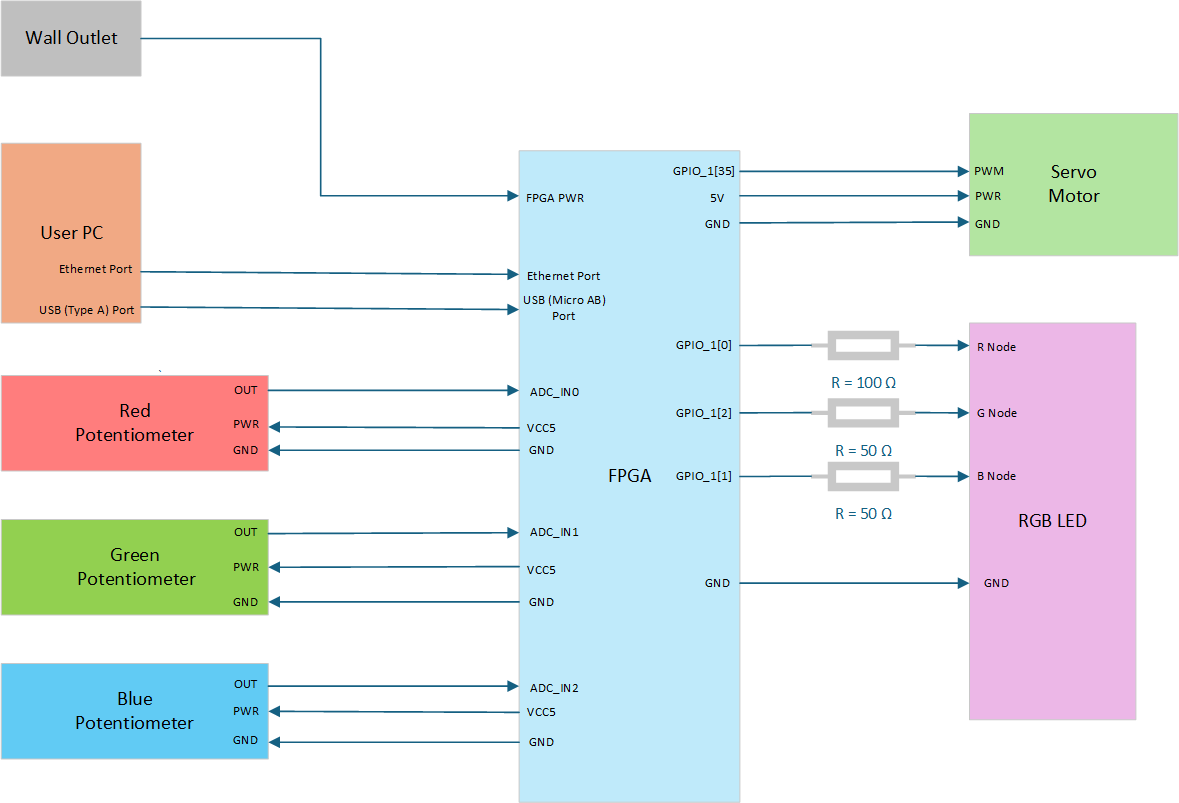 Wall Outlet
User PC
Ethernet Port
USB (Type A) Port
Red
Potentiometer
OUT
PWR
GND
Green
Potentiometer
OUT
PWR
GND
Blue
Potentiometer
OUT
PWR
GND
FPGA PWR
Ethernet Port
USB (Micro AB)
Port
ADC_IN0
VCC5
GND
ADC_IN1
VCC5
GND
ADC_IN2
VCC5
GND
FPGA
GPIO_1[35]
5V
GND
GPIO_1[0]
GPIO_1[2]
GPIO_1[1]
GND
R = 100 Ω
R = 50 Ω
R = 50 Ω
PWM
PWR
GND
Servo
Motor
R Node
G Node
B Node
RGB LED
GND